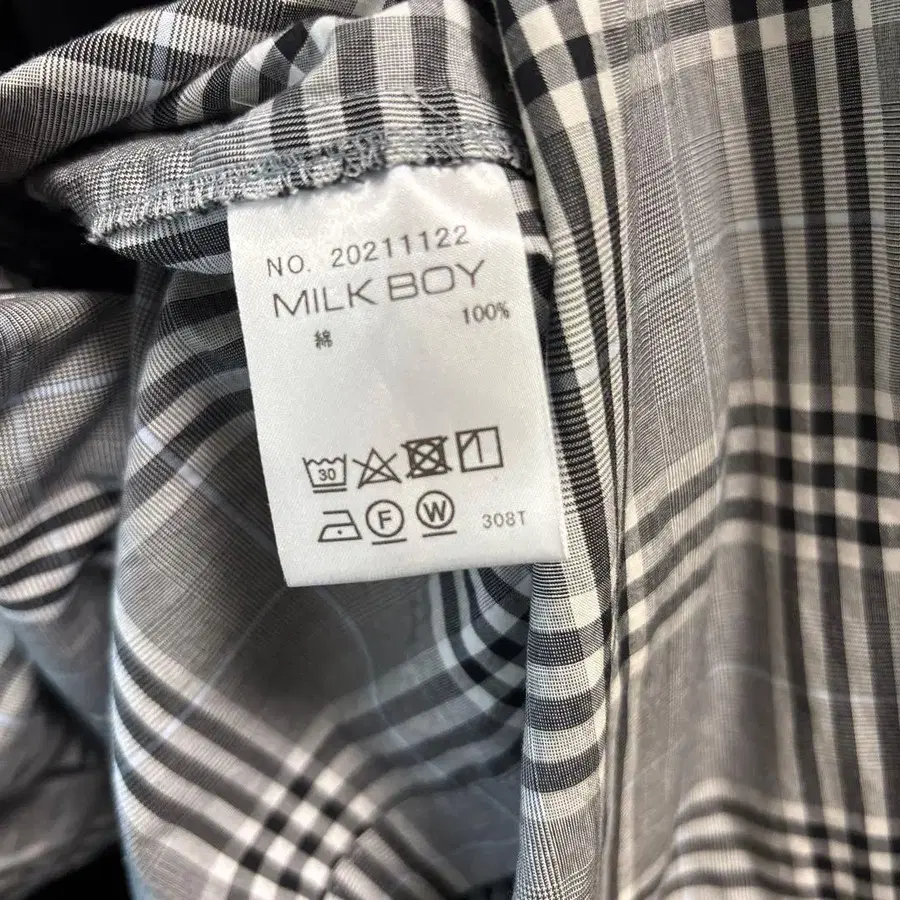 NO. 20211122
MILK BOY
綿 100%
30
F W 308T